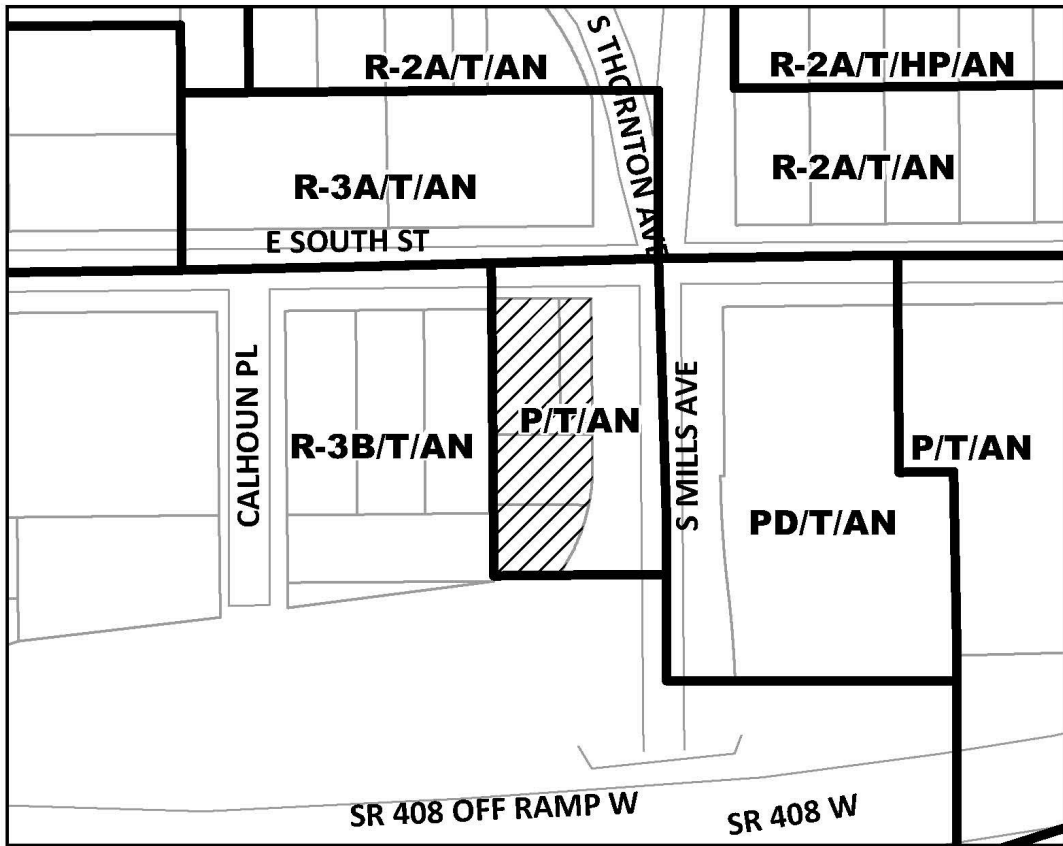 R-2A/T/AN
S THORNTON AVE
R-2A/T/HP/AN
R-3A/T/AN
R-2A/T/AN
E SOUTH ST
CALHOUN PL
R-3B/T/AN
P/T/AN
S MILLS AVE
P/T/AN
PD/T/AN
SR 408 OFF RAMP W
SR 408 W